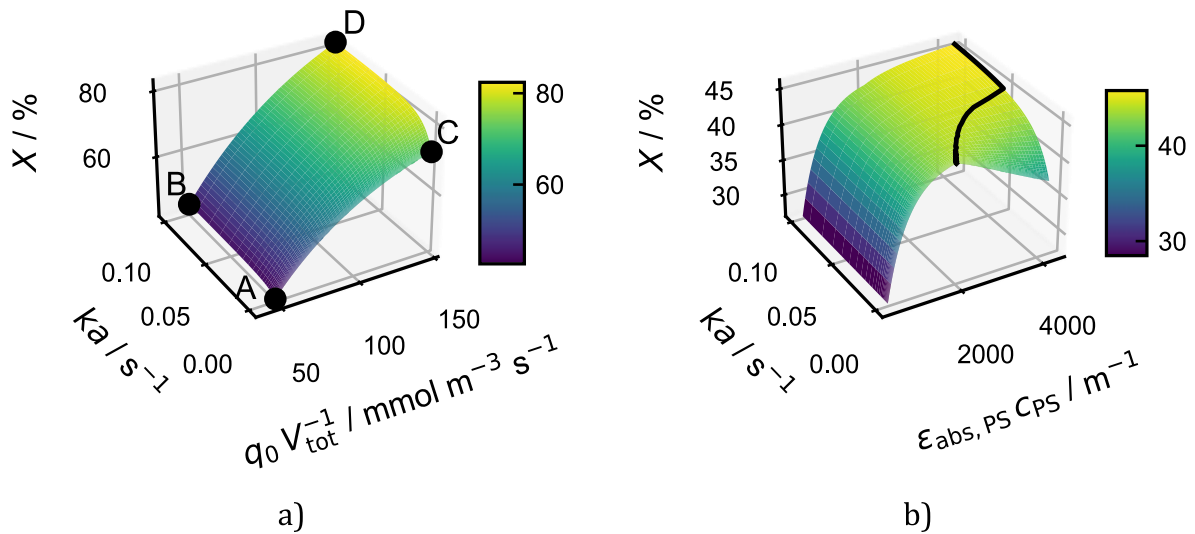 D
80
X / %
60
C
B
A
0.10
0.05
0.00
150
100
50
ka / s⁻¹
q₀ V_tot⁻¹ / mmol m⁻³ s⁻¹
80
60
a)
45
40
35
30
X / %
0.10
0.05
0.00
4000
2000
ka / s⁻¹
ε_abs, PS c_PS / m⁻¹
40
30
b)